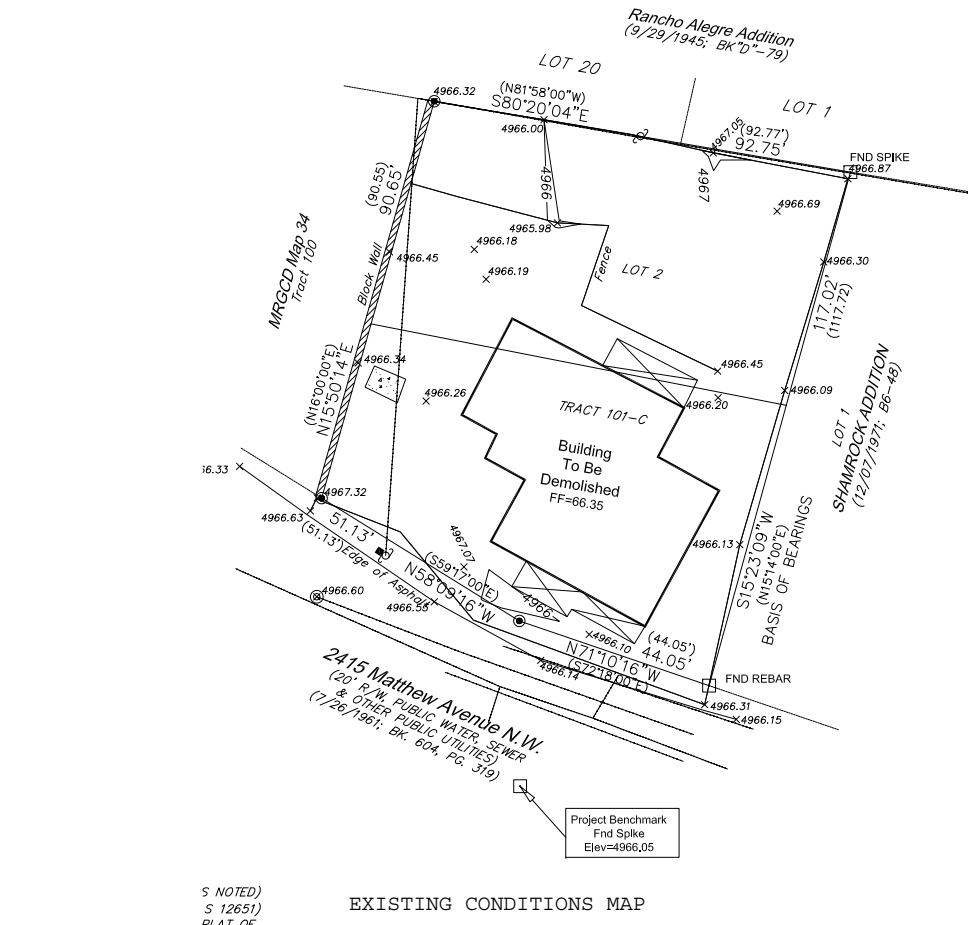 Rancho Alegre Addition
(9/29/1945; BK"D"-79)
LOT 20
LOT 1
4966.32
(N81°58'00"W)
S80°20'04"E
4966.00
4967.05
(92.77')
92.75'
FND SPIKE
4966.87
4966
4967
(90.55)
90.65'
4966.69
4965.98
4966.18
4966.19
4966.45
Block Wall
Fence
LOT 2
4966.30
117.02'
(1117.72)
MRGCD Map 34
Tract 100
(N16°00'00"E)
N15°50'14"E
4966.34
4966.26
4966.45
4966.20
4966.09
TRACT 101-C
Building
To Be
Demolished
FF=66.35
LOT 1
SHAMROCK ADDITION
(12/07/1971; B6-48)
6.33
4967.32
4966.63
51.13'
(51.13')
Edge of Asphalt
4967.07
(S59°17'00"E)
N58°09'16"W
4966.13
S15°23'09"W
(N15°14'00"E)
BASIS OF BEARINGS
4966.60
4966.55
4966
4966.10
(44.05')
44.05'
N71°10'16"W
(S72°18'00"E)
4966.14
FND REBAR
4966.31
4966.15
2415 Matthew Avenue N.W.
(20' R/W, PUBLIC WATER, SEWER
& OTHER PUBLIC UTILITIES)
(7/26/1961; BK. 604, PG. 319)
Project Benchmark
Fnd Spike
Elev=4966.05
S NOTED)
S 12651)
PLAT OF
EXISTING CONDITIONS MAP